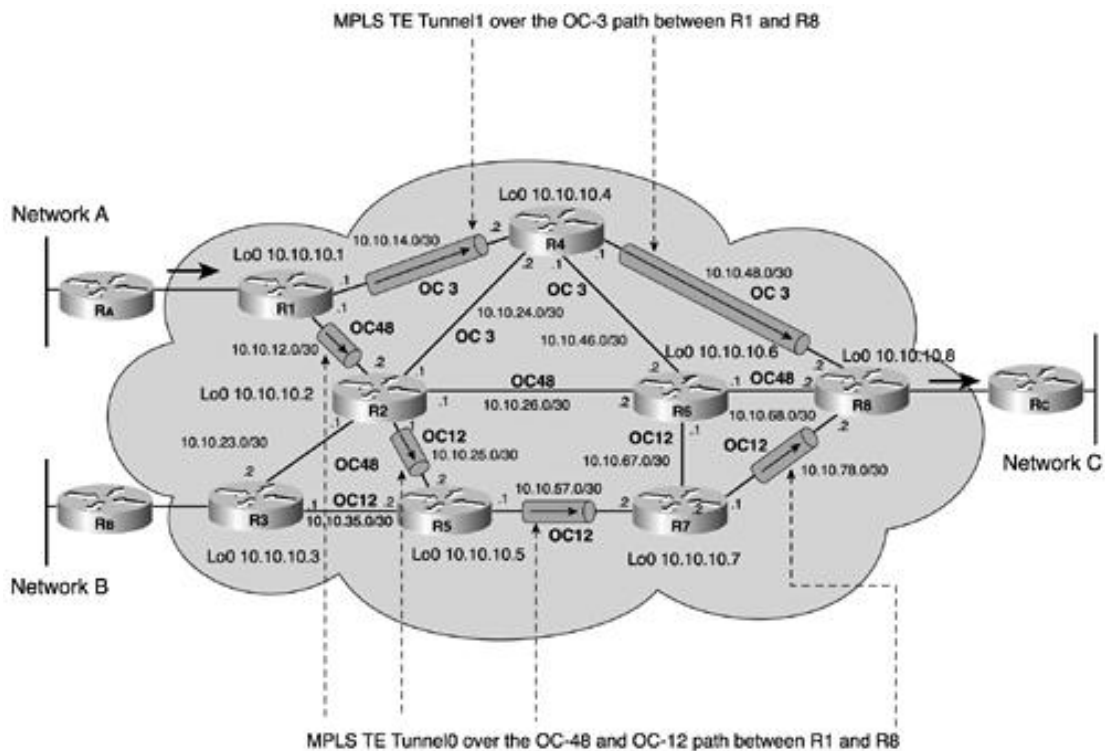 MPLS TE Tunnel1 over the OC-3 path between R1 and R8
Lo0 10.10.10.4
Network A
10.10.14.0/30
.2
R4
Lo0 10.10.10.1
.2
.1
.1
10.10.48.0/30
RA
R1
.1
.1
OC 3
OC 3
OC 3
OC48
10.10.24.0/30
OC 3
10.10.12.0/30
10.10.46.0/30
Lo0 10.10.10.6
.2
Lo0 10.10.10.8
.2
.1
.2
.1
OC48
.2
Lo0 10.10.10.2
R2
.1
OC48
10.10.26.0/30
.2
R6
10.10.68.0/30
R8
RC
.1
OC12
OC12
.1
OC12
.2
10.10.23.0/30
10.10.25.0/30
10.10.67.0/30
10.10.78.0/30
Network C
OC48
.2
.2
10.10.57.0/30
RB
R3
.1
OC12
.2
10.10.35.0/30
R5
.1
OC12
.2
R7
.2
.1
Lo0 10.10.10.3
Lo0 10.10.10.5
Lo0 10.10.10.7
Network B
MPLS TE Tunnel0 over the OC-48 and OC-12 path between R1 and R8